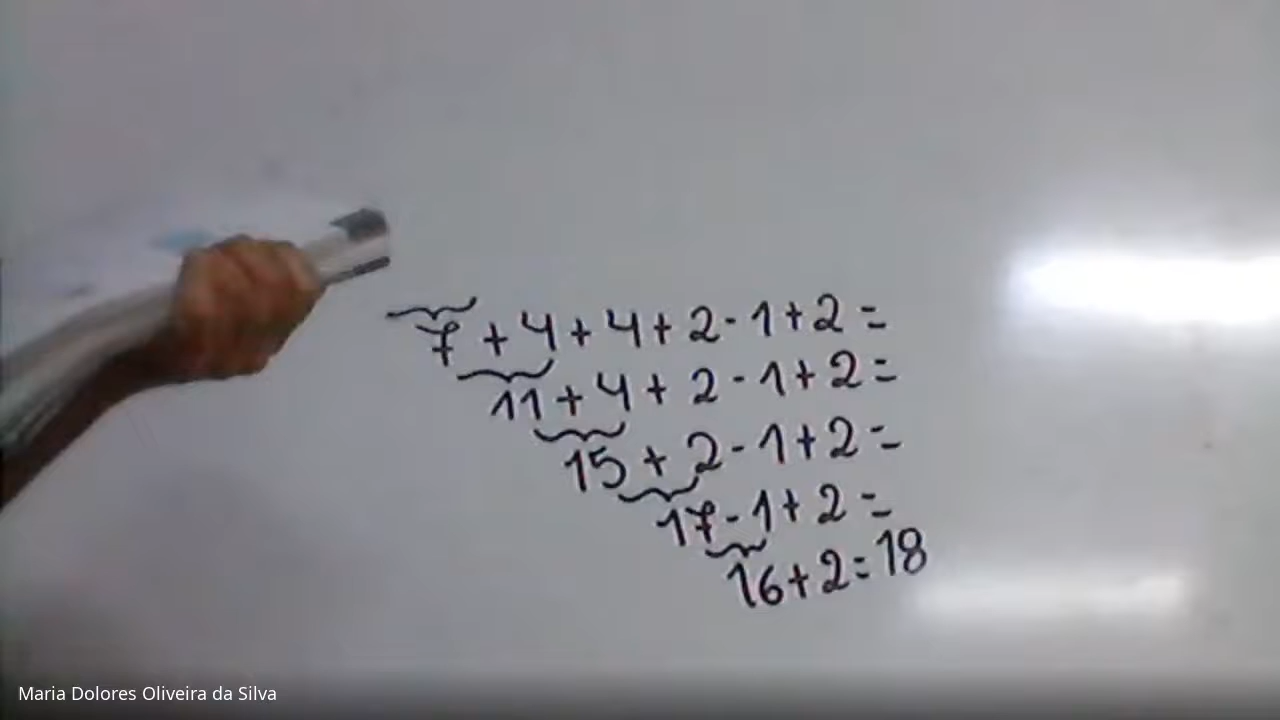 7 + 4 + 4 + 2 - 1 + 2 =
11 + 4 + 2 - 1 + 2 =
15 + 2 - 1 + 2 =
17 - 1 + 2 =
16 + 2 = 18
Maria Dolores Oliveira da Silva